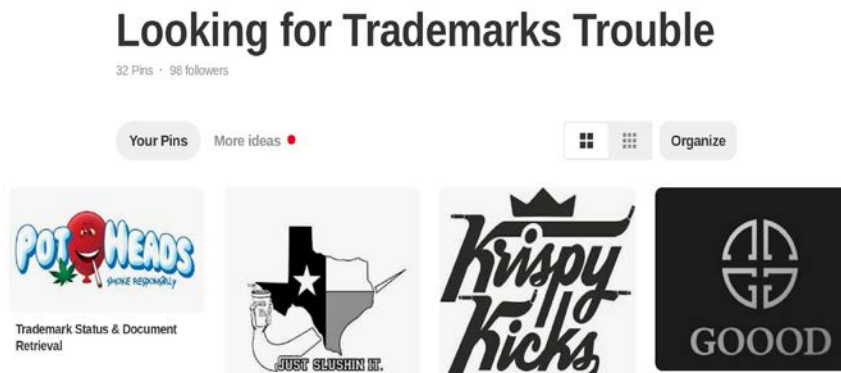 Looking for Trademarks Trouble
32 Pins · 98 followers
Your Pins
More ideas
Organize
POT HEADS
SMOKE RESPONSIBLY
Trademark Status & Document
Retrieval
JUST SLUSHIN IT.
Krispy
Kicks
GOOOD